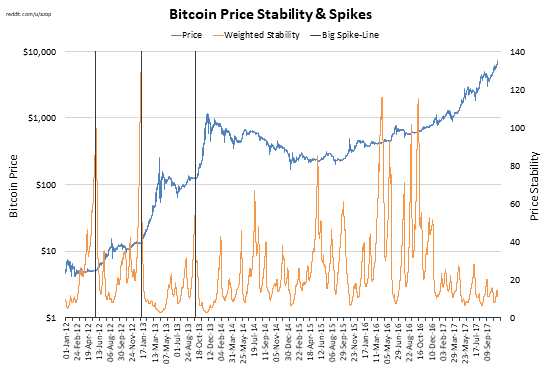 reddit.com/u/azop
Bitcoin Price Stability & Spikes
Price Weighted Stability Big Spike-Line
$10,000
$1,000
$100
$10
$1
Bitcoin Price
140
120
100
80
60
40
20
0
Price Stability
01-Jan-12
24-Feb-12
19-Apr-12
13-Jun-12
06-Aug-12
30-Sep-12
24-Nov-12
17-Jan-13
13-Mar-13
07-May-13
01-Jul-13
24-Aug-13
18-Oct-13
12-Dec-13
04-Feb-14
31-Mar-14
25-May-14
19-Jul-14
11-Sep-14
05-Nov-14
30-Dec-14
22-Feb-15
18-Apr-15
12-Jun-15
06-Aug-15
29-Sep-15
23-Nov-15
17-Jan-16
11-Mar-16
05-May-16
29-Jun-16
22-Aug-16
16-Oct-16
10-Dec-16
02-Feb-17
29-Mar-17
23-May-17
17-Jul-17
09-Sep-17